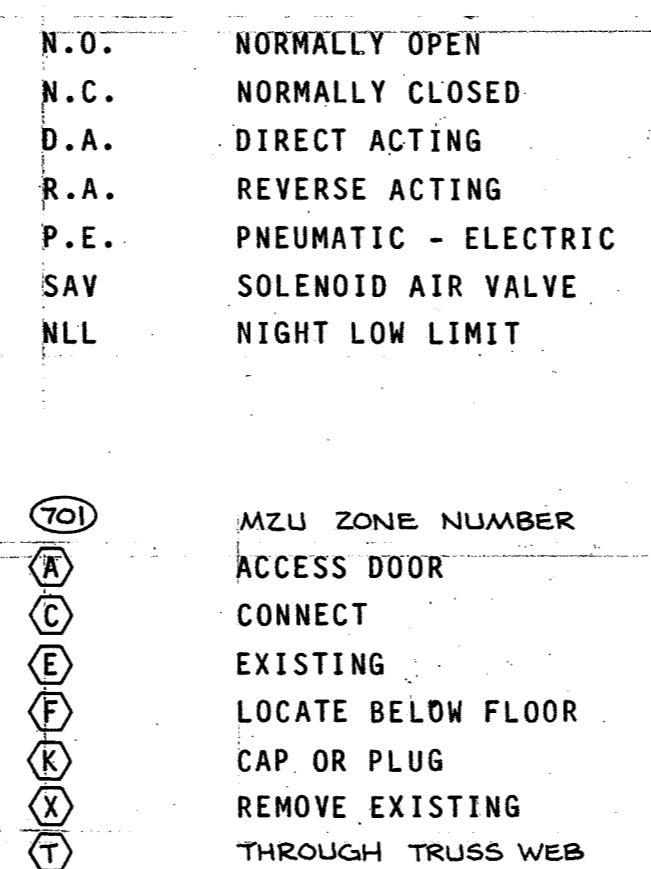 N.O. NORMALLY OPEN
N.C. NORMALLY CLOSED
D.A. DIRECT ACTING
R.A. REVERSE ACTING
P.E. PNEUMATIC - ELECTRIC
SAV SOLENOID AIR VALVE
NLL NIGHT LOW LIMIT
701 MZU ZONE NUMBER
A ACCESS DOOR
C CONNECT
E EXISTING
F LOCATE BELOW FLOOR
K CAP OR PLUG
X REMOVE EXISTING
T THROUGH TRUSS WEB